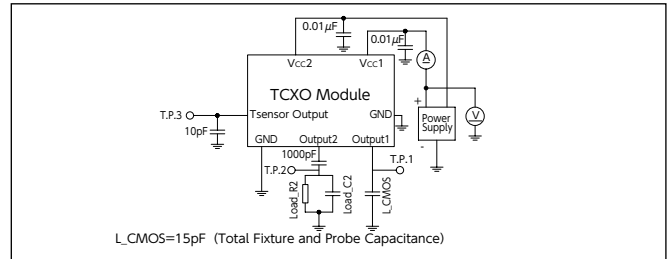 0.01μF
0.01μF
Vcc2
Vcc1
A
TCXO Module
T.P.3
Tsensor Output
GND
+
Power
Supply
V
10pF
GND
Output2
Output1
-
1000pF
T.P.2
T.P.1
Load_R2
Load_C2
L_CMOS
L_CMOS=15pF (Total Fixture and Probe Capacitance)